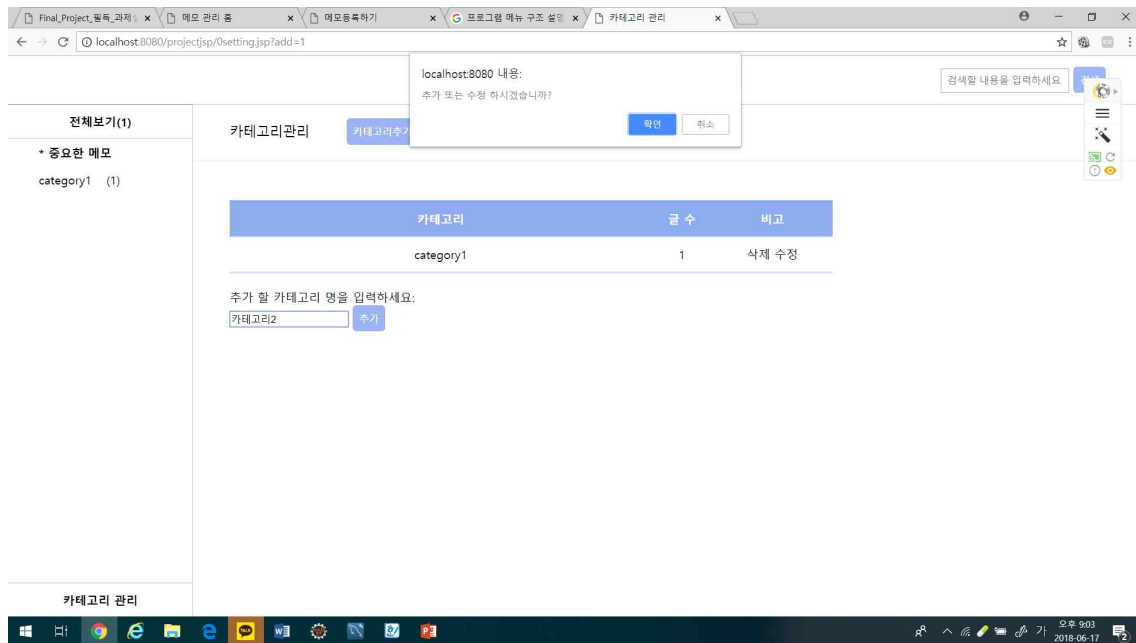 Final_Project_필독_과제
메모 관리 홈
메모등록하기
프로그램 메뉴 구조 설명
카테고리 관리
localhost:8080/projectjsp/0setting.jsp?add=1
localhost:8080 내용:
추가 또는 수정 하시겠습니까?
확인 취소
검색할 내용을 입력하세요
전체보기(1)
* 중요한 메모
category1 (1)
카테고리관리 카테고리추가
카테고리 글 수 비고
category1 1 삭제 수정
추가 할 카테고리 명을 입력하세요:
카테고리2 추가
카테고리 관리
가 오후 9:03
2018-06-17